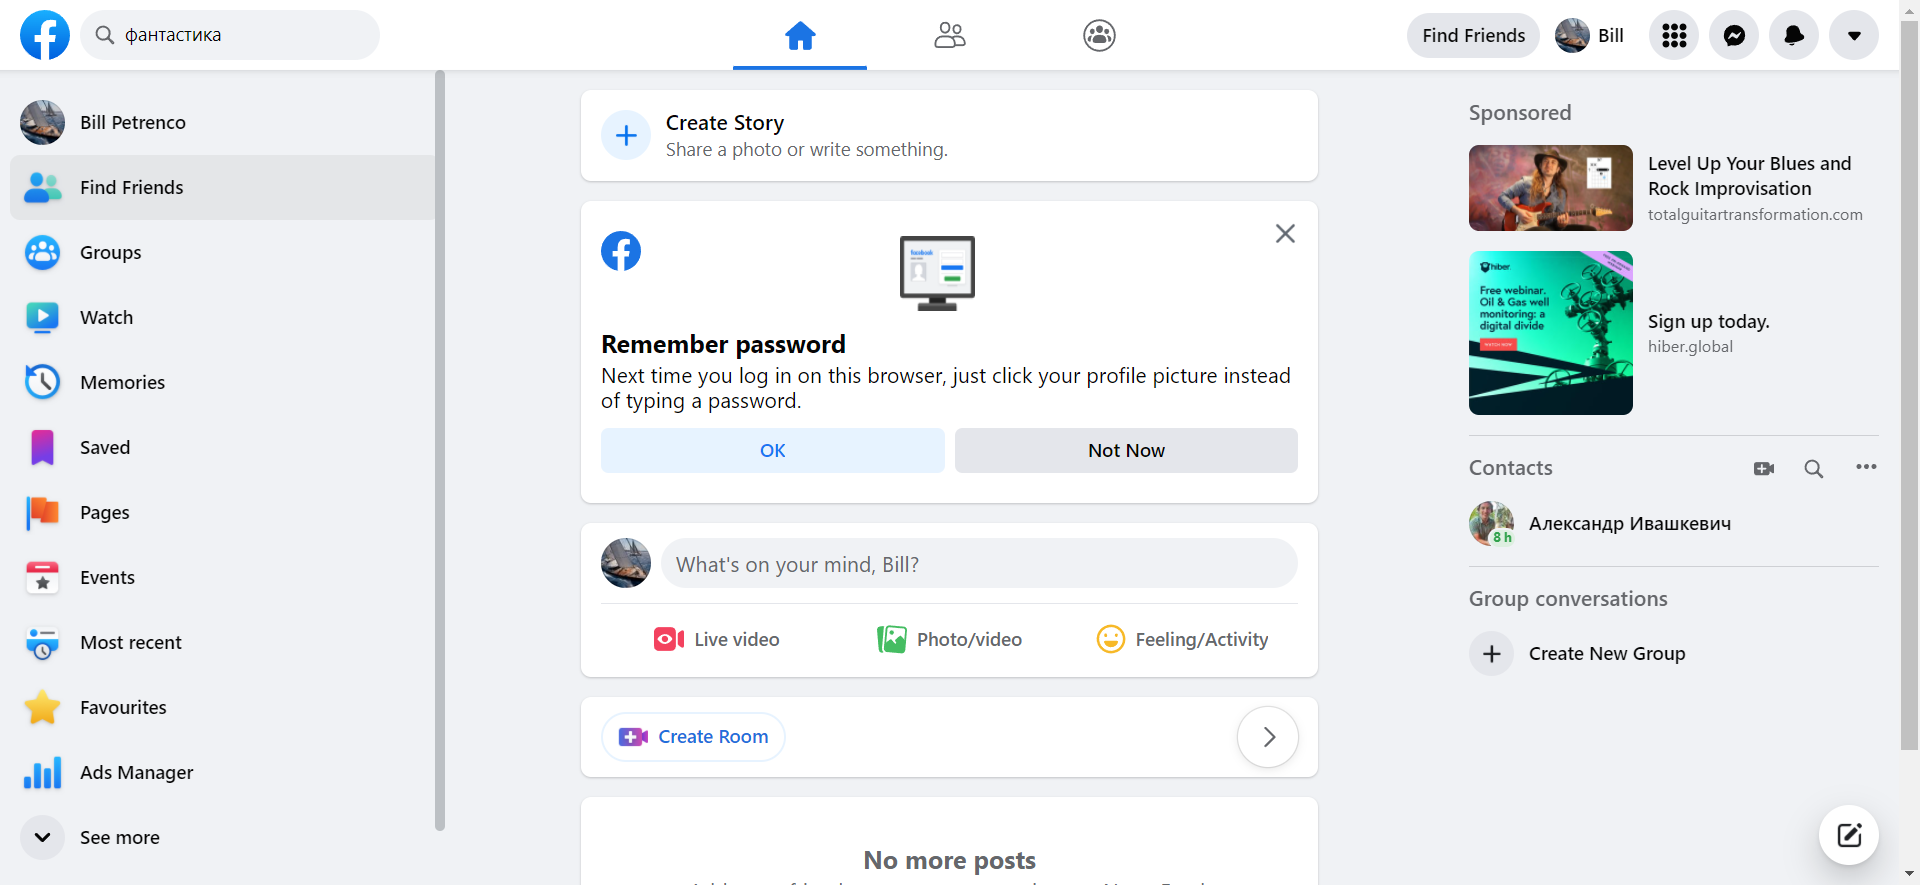 фантастика
Find Friends
Bill
Bill Petrenco
Find Friends
Groups
Watch
Memories
Saved
Pages
Events
Most recent
Favourites
Ads Manager
See more
Create Story
Share a photo or write something.
facebook
Remember password
Next time you log in on this browser, just click your profile picture instead
of typing a password.
OK
Not Now
What's on your mind, Bill?
Live video
Photo/video
Feeling/Activity
Create Room
No more posts
Sponsored
Level Up Your Blues and
Rock Improvisation
totalguitartransformation.com
hiber
Free webinar.
Oil & Gas well
monitoring: a
digital divide
WATCH NOW
Sign up today.
hiber.global
Contacts
Александр Ивашкевич
8 h
Group conversations
Create New Group